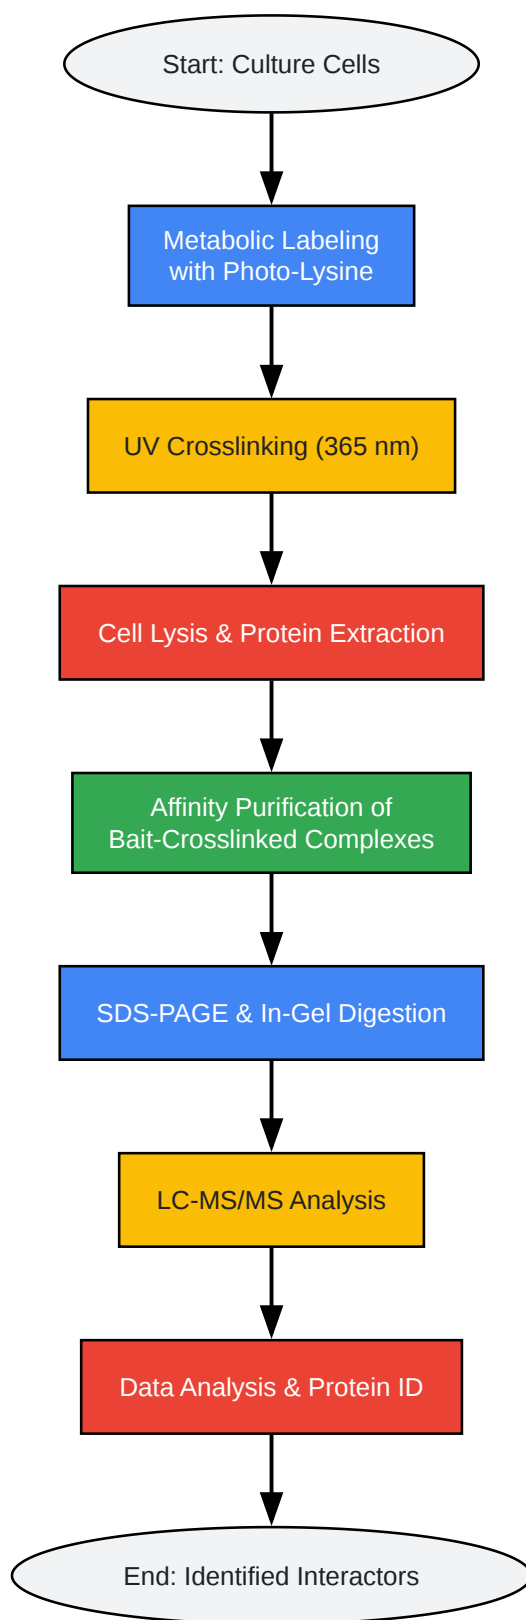 Start: Culture Cells
Metabolic Labeling
with Photo-Lysine
UV Crosslinking (365 nm)
Cell Lysis & Protein Extraction
Affinity Purification of
Bait-Crosslinked Complexes
SDS-PAGE & In-Gel Digestion
LC-MS/MS Analysis
Data Analysis & Protein ID
End: Identified Interactors